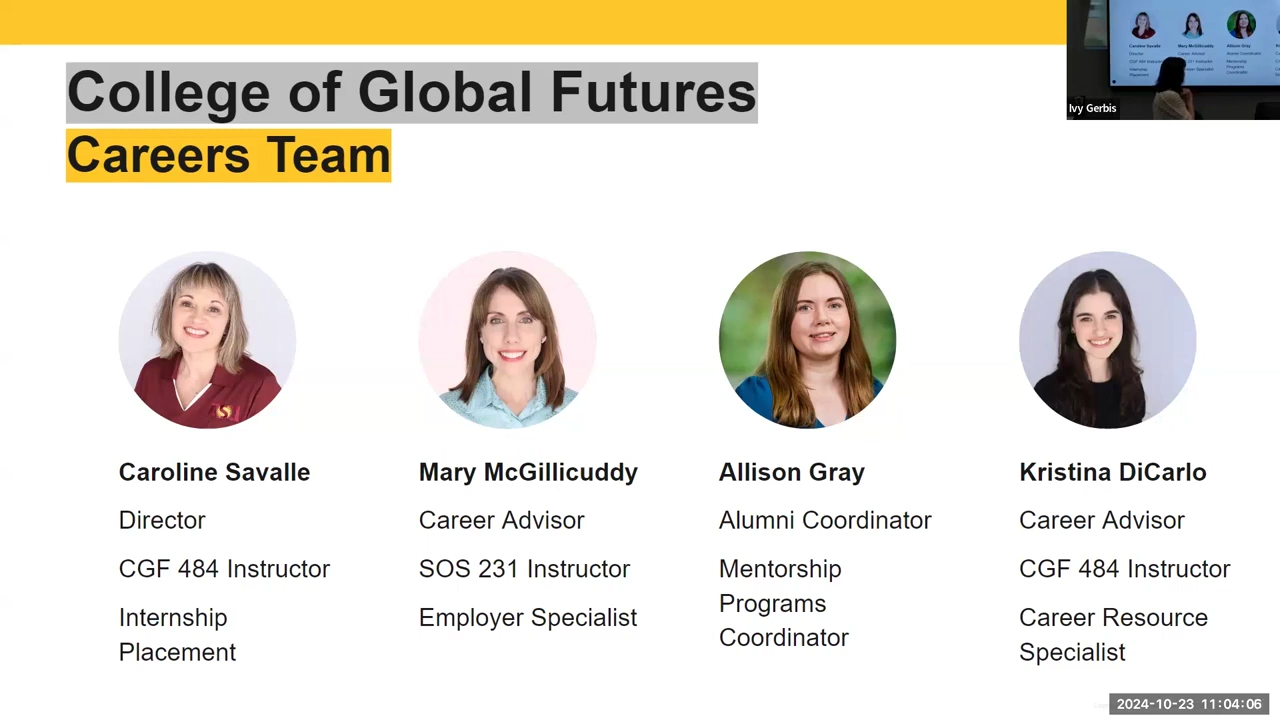 College of Global Futures
Careers Team
Ivy Gerbis
Caroline Savalle
Director
CGF 484 Instructor
Internship
Placement
Mary McGillicuddy
Career Advisor
SOS 231 Instructor
Employer Specialist
Allison Gray
Alumni Coordinator
Mentorship
Programs
Coordinator
Kristina DiCarlo
Career Advisor
CGF 484 Instructor
Career Resource
Specialist
2024-10-23 11:04:06